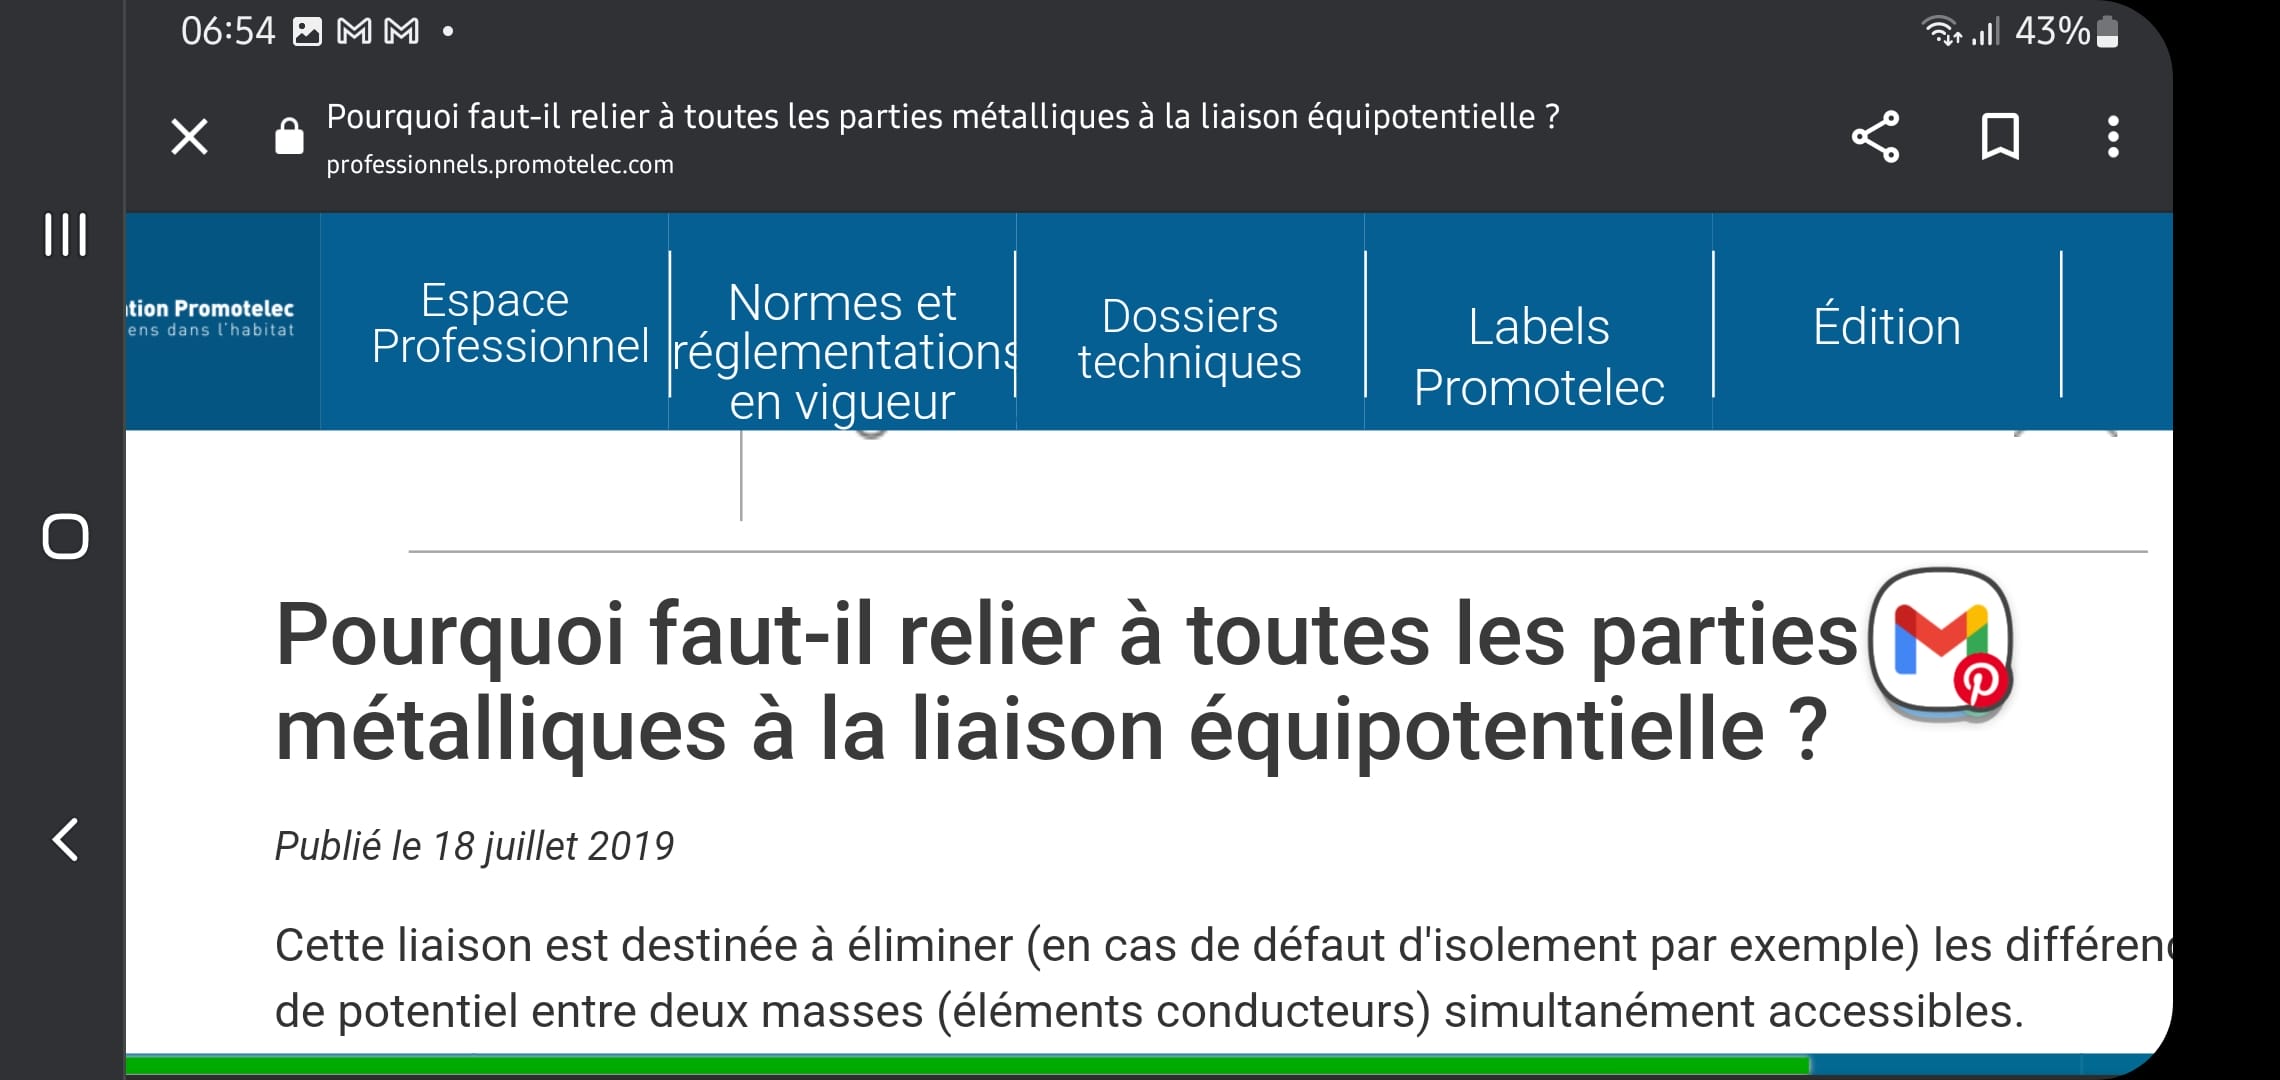 06:54
43%
Pourquoi faut-il relier à toutes les parties métalliques à la liaison équipotentielle ?
professionnels.promotelec.com
tion Promotelec
ens dans l'habitat
Espace
Professionnel
Normes et
réglementations
en vigueur
Dossiers
techniques
Labels
Promotelec
Édition
Pourquoi faut-il relier à toutes les parties
métalliques à la liaison équipotentielle ?
Publié le 18 juillet 2019
Cette liaison est destinée à éliminer (en cas de défaut d'isolement par exemple) les différenc
de potentiel entre deux masses (éléments conducteurs) simultanément accessibles.